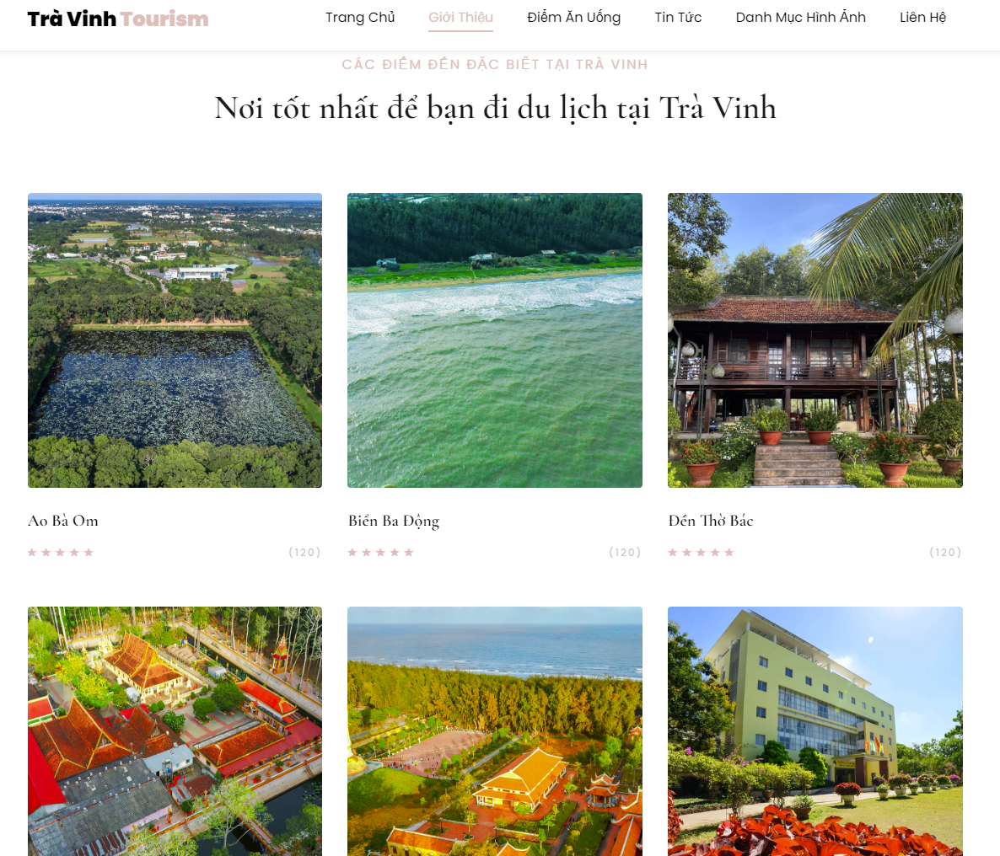 Trà Vinh Tourism Trang Chủ Giới Thiệu Điểm Ăn Uống Tin Tức Danh Mục Hình Ảnh Liên Hệ
CÁC ĐIỂM ĐẾN ĐẶC BIỆT TẠI TRÀ VINH
Nơi tốt nhất để bạn đi du lịch tại Trà Vinh
Ao Bà Om
(120)
Biển Ba Động
(120)
Đền Thờ Bác
(120)